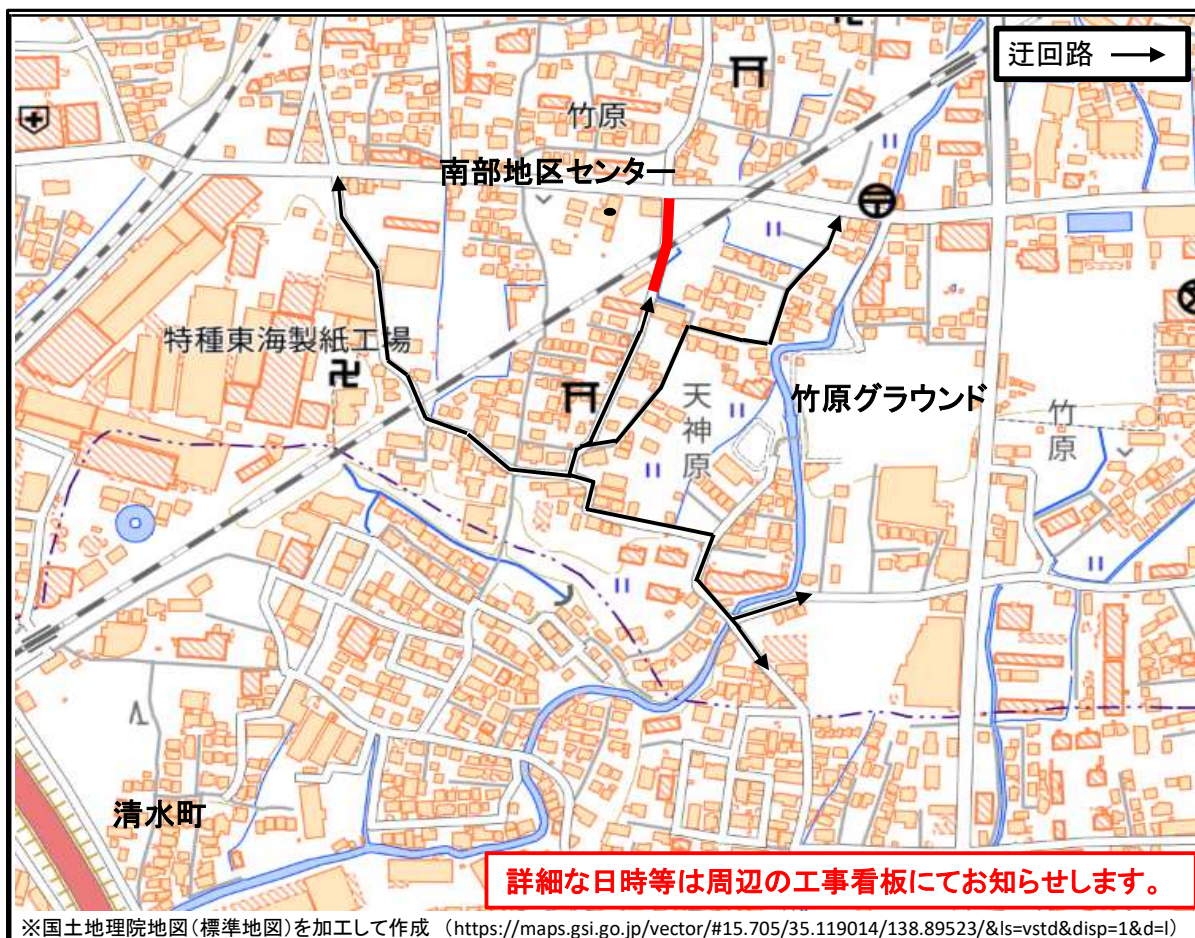 迂回路
竹原
南部地区センター
特種東海製紙工場
竹原グラウンド
天神原
竹原
清水町
詳細な日時等は周辺の工事看板にてお知らせします。
※国土地理院地図(標準地図)を加工して作成 (https://maps.gsi.go.jp/vector/#15.705/35.119014/138.89523/&ls=vstd&disp=1&d=l)